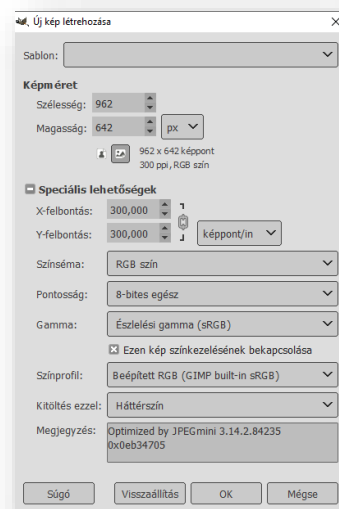 Új kép létrehozása
Sablon:
Képméret
Szélesség: 962
Magasság: 642 px
962 x 642 képpont
300 ppi, RGB szín
Speciális lehetőségek
X-felbontás: 300,000
Y-felbontás: 300,000 képpont/in
Színséma: RGB szín
Pontosság: 8-bites egész
Gamma: Észlelési gamma (sRGB)
Ezen kép színkezelésének bekapcsolása
Színprofil: Beépített RGB (GIMP built-in sRGB)
Kitöltés ezzel: Háttérszín
Megjegyzés: Optimized by JPEGmini 3.14.2.84235
0x0eb34705
Súgó Visszaállítás OK Mégse